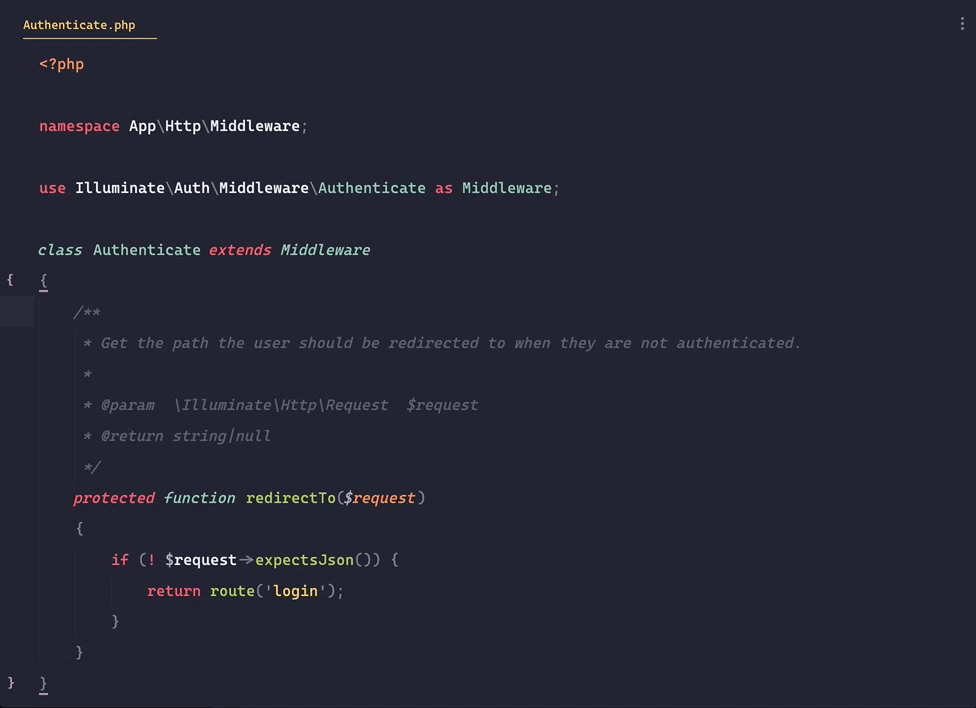 Authenticate.php
<?php
namespace App\Http\Middleware;
use Illuminate\Auth\Middleware\Authenticate as Middleware;
class Authenticate extends Middleware
{ {
/**
* Get the path the user should be redirected to when they are not authenticated.
*
* @param  \Illuminate\Http\Request  $request
* @return string|null
*/
protected function redirectTo($request)
{
if (! $request->expectsJson()) {
return route('login');
}
}
} }